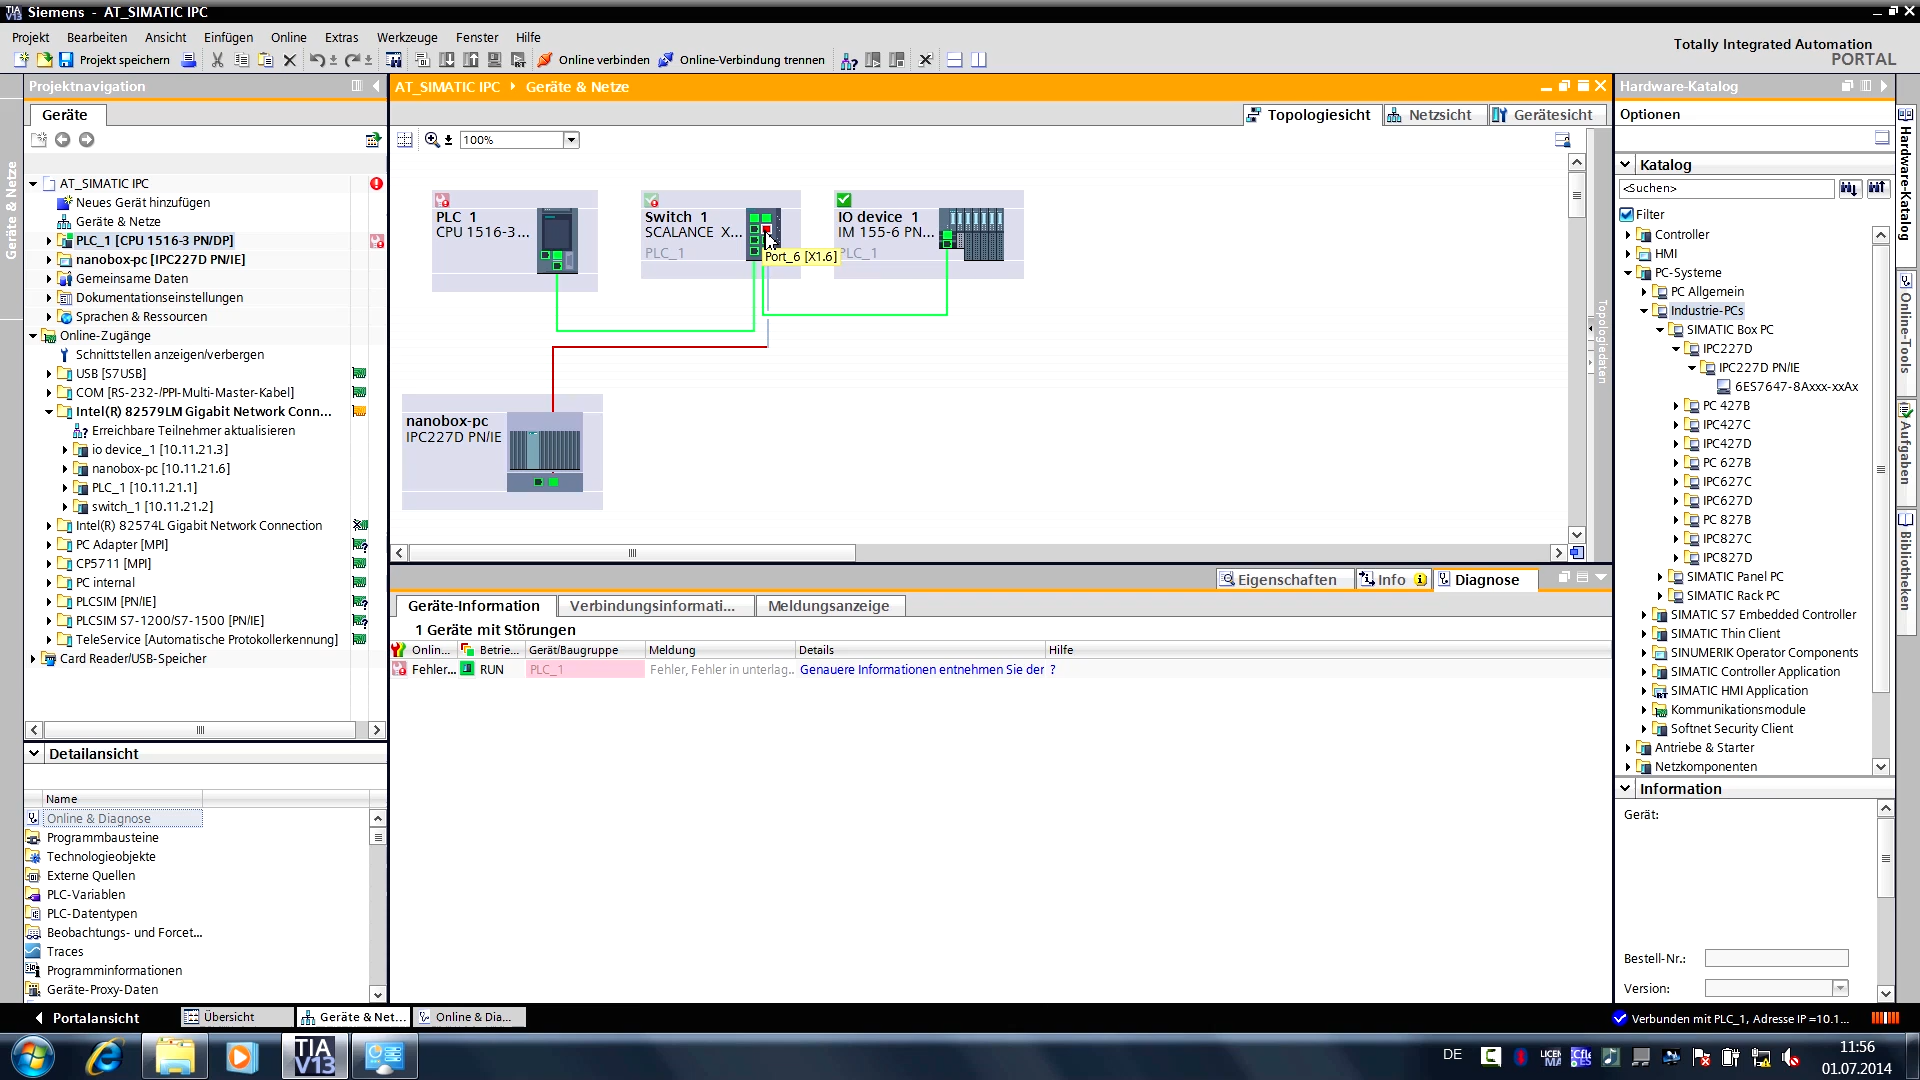 Siemens - AT_SIMATIC IPC
Projekt Bearbeiten Ansicht Einfügen Online Extras Werkzeuge Fenster Hilfe
Totally Integrated Automation
PORTAL
Projekt speichern
Online verbinden
Online-Verbindung trennen
Projektnavigation
AT_SIMATIC IPC
Geräte & Netze
Hardware-Katalog
Geräte
Topologiesicht
Netzsicht
Gerätesicht
Optionen
100%
Geräte & Netze
AT_SIMATIC IPC
Neues Gerät hinzufügen
Geräte & Netze
PLC_1 [CPU 1516-3 PN/DP]
nanobox-pc [IPC227D PN/IE]
Gemeinsame Daten
Dokumentationseinstellungen
Sprachen & Ressourcen
Online-Zugänge
Schnittstellen anzeigen/verbergen
USB [S7USB]
COM [RS-232-/PPI-Multi-Master-Kabel]
Intel(R) 82579LM Gigabit Network Conn...
Erreichbare Teilnehmer aktualisieren
io device_1 [10.11.21.3]
nanobox-pc [10.11.21.6]
PLC_1 [10.11.21.1]
switch_1 [10.11.21.2]
Intel(R) 82574L Gigabit Network Connection
PC Adapter [MPI]
CP5711 [MPI]
PC internal
PLCSIM [PN/IE]
PLCSIM S7-1200/S7-1500 [PN/IE]
TeleService [Automatische Protokollerkennung]
Card Reader/USB-Speicher
Detailansicht
Name
Online & Diagnose
Programmbausteine
Technologieobjekte
Externe Quellen
PLC-Variablen
PLC-Datentypen
Beobachtungs- und Forcet...
Traces
Programminformationen
Geräte-Proxy-Daten
PLC_1
CPU 1516-3...
Switch_1
SCALANCE X...
PLC_1
Port_6 [X1.6]
IO device_1
IM 155-6 PN...
PLC_1
nanobox-pc
IPC227D PN/IE
Topologiedaten
Eigenschaften
Info
Diagnose
Geräte-Information
Verbindungsinformati...
Meldungsanzeige
1 Geräte mit Störungen
Onlin... Betrie... Gerät/Baugruppe Meldung Details Hilfe
Fehler... RUN PLC_1 Fehler, Fehler in unterlag.. Genauere Informationen entnehmen Sie der ?
Katalog
<Suchen>
Filter
Controller
HMI
PC-Systeme
PC Allgemein
Industrie-PCs
SIMATIC Box PC
IPC227D
IPC227D PN/IE
6ES7647-8Axxx-xxAx
PC 427B
IPC427C
IPC427D
PC 627B
IPC627C
IPC627D
PC 827B
IPC827C
IPC827D
SIMATIC Panel PC
SIMATIC Rack PC
SIMATIC S7 Embedded Controller
SIMATIC Thin Client
SINUMERIK Operator Components
SIMATIC Controller Application
SIMATIC HMI Application
Kommunikationsmodule
Softnet Security Client
Antriebe & Starter
Netzkomponenten
Information
Gerät:
Bestell-Nr.:
Version:
Hardware-Katalog
Online-Tools
Aufgaben
Bibliotheken
Portalansicht
Übersicht
Geräte & Net...
Online & Dia...
Verbunden mit PLC_1, Adresse IP =10.1...
TIA
V13
DE
11:56
01.07.2014